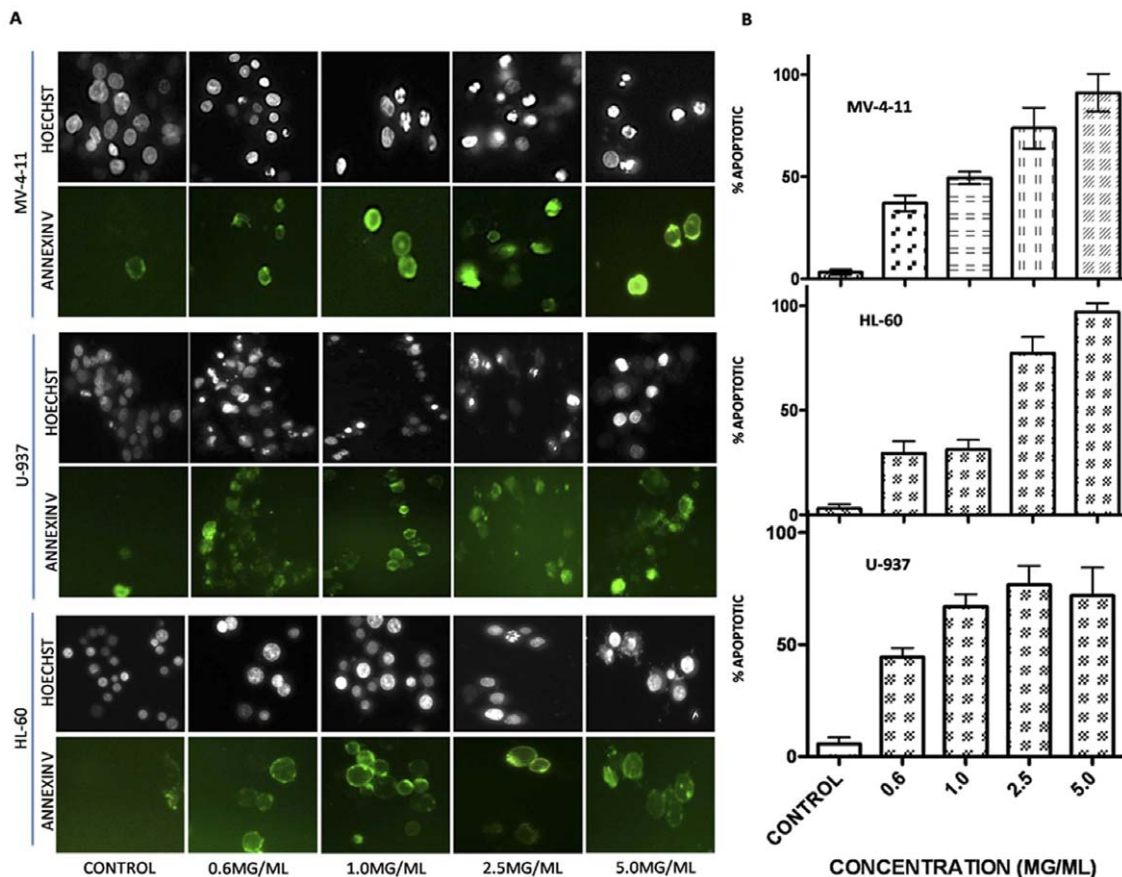 A
MV-4-11
HOECHST
ANNEXIN V
U-937
HOECHST
ANNEXIN V
HL-60
HOECHST
ANNEXIN V
CONTROL 0.6MG/ML 1.0MG/ML 2.5MG/ML 5.0MG/ML
B
MV-4-11
% APOPTOTIC
100
50
0
HL-60
% APOPTOTIC
100
50
0
U-937
% APOPTOTIC
100
50
0
CONTROL 0.6 1.0 2.5 5.0
CONCENTRATION (MG/ML)